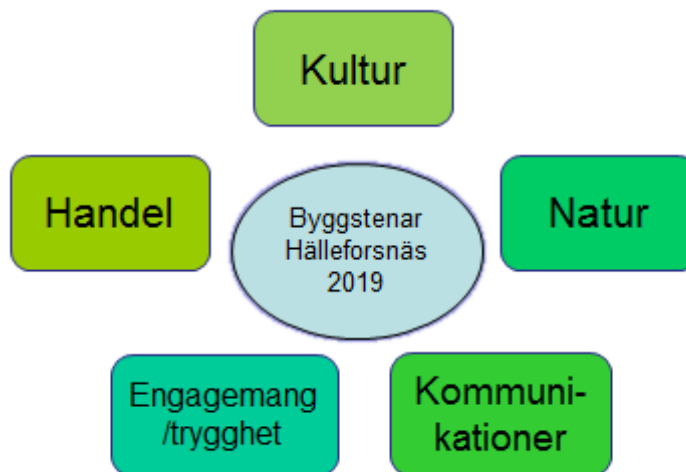 Kultur
Handel
Byggstenar
Hälleforsnäs
2019
Natur
Engagemang
/trygghet
Kommuni-
kationer